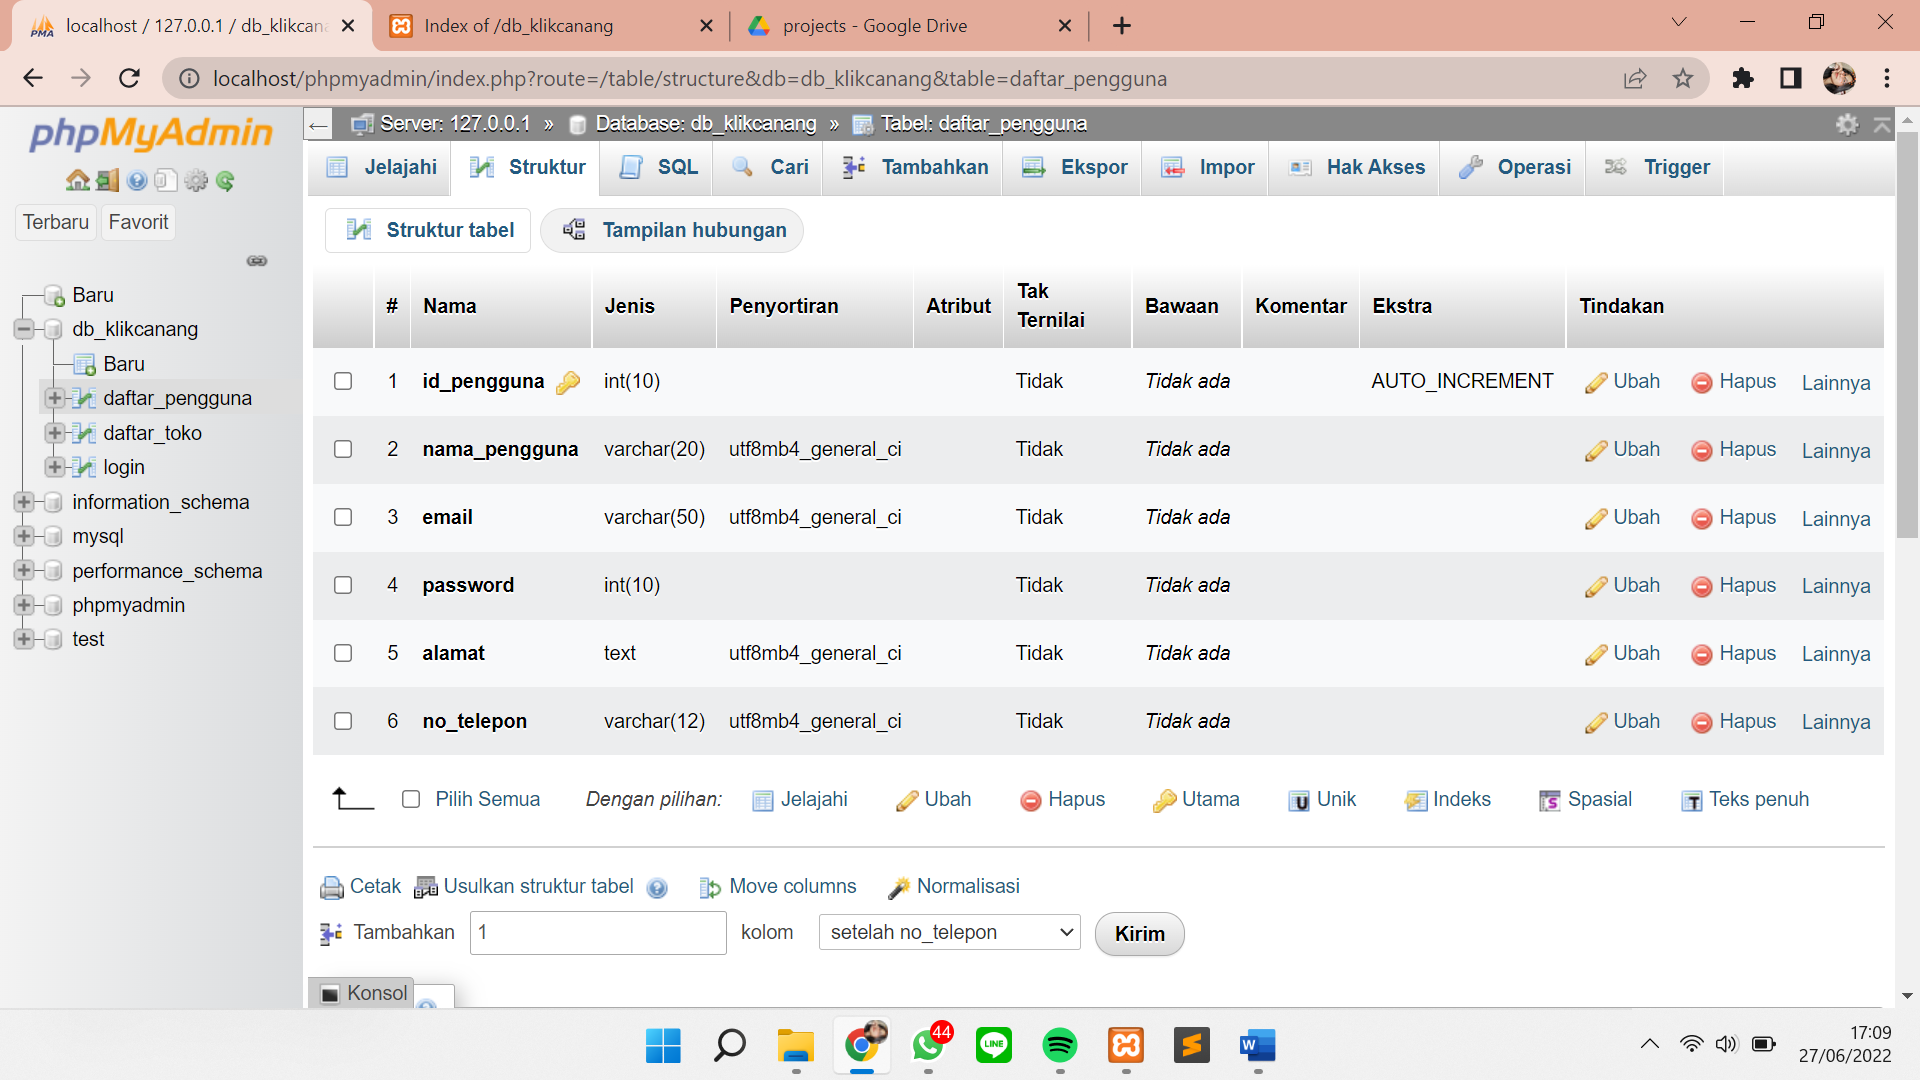 localhost / 127.0.0.1 / db_klikcana
Index of /db_klikcanang
projects - Google Drive
localhost/phpmyadmin/index.php?route=/table/structure&db=db_klikcanang&table=daftar_pengguna
phpMyAdmin
Terbaru Favorit
Baru
db_klikcanang
Baru
daftar_pengguna
daftar_toko
login
information_schema
mysql
performance_schema
phpmyadmin
test
Server: 127.0.0.1 » Database: db_klikcanang » Tabel: daftar_pengguna
Jelajahi Struktur SQL Cari Tambahkan Ekspor Impor Hak Akses Operasi Trigger
Struktur tabel Tampilan hubungan
# Nama Jenis Penyortiran Atribut Tak Ternilai Bawaan Komentar Ekstra Tindakan
1 id_pengguna int(10) Tidak Tidak ada AUTO_INCREMENT Ubah Hapus Lainnya
2 nama_pengguna varchar(20) utf8mb4_general_ci Tidak Tidak ada Ubah Hapus Lainnya
3 email varchar(50) utf8mb4_general_ci Tidak Tidak ada Ubah Hapus Lainnya
4 password int(10) Tidak Tidak ada Ubah Hapus Lainnya
5 alamat text utf8mb4_general_ci Tidak Tidak ada Ubah Hapus Lainnya
6 no_telepon varchar(12) utf8mb4_general_ci Tidak Tidak ada Ubah Hapus Lainnya
Pilih Semua Dengan pilihan: Jelajahi Ubah Hapus Utama Unik Indeks Spasial Teks penuh
Cetak Usulkan struktur tabel Move columns Normalisasi
Tambahkan 1 kolom setelah no_telepon Kirim
Konsol
44
LINE
17:09
27/06/2022